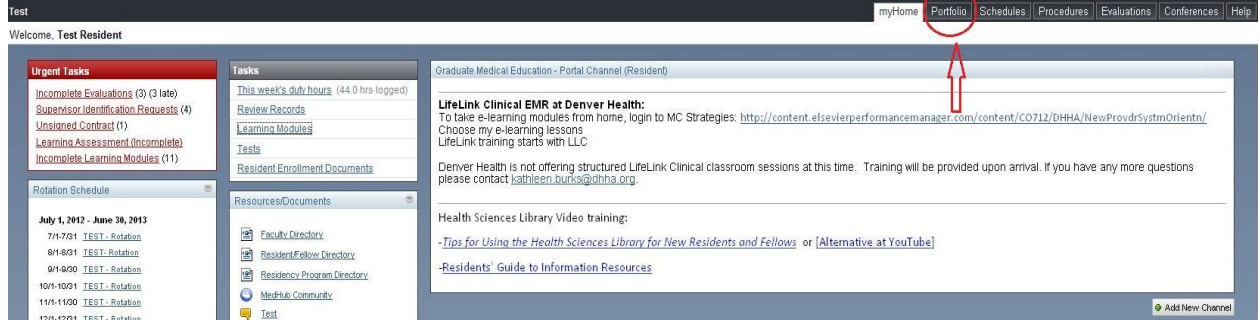 Test
myHome Portfolio Schedules Procedures Evaluations Conferences Help
Welcome, Test Resident
Urgent Tasks
Incomplete Evaluations (3) (3 late)
Supervisor Identification Requests (4)
Unsigned Contract (1)
Learning Assessment (Incomplete)
Incomplete Learning Modules (11)
Rotation Schedule
July 1, 2012 - June 30, 2013
7/1-7/31 TEST - Rotation
8/1-8/31 TEST- Rotation
9/1-9/30 TEST - Rotation
10/1-10/31 TEST - Rotation
11/1-11/30 TEST - Rotation
12/1-12/31 TEST - Rotation
Tasks
This week's duty hours (44.0 hrs logged)
Review Records
Learning Modules
Tests
Resident Enrollment Documents
Resources/Documents
Faculty Directory
Resident/Fellow Directory
Residency Program Directory
MedHub Community
Test
Graduate Medical Education - Portal Channel (Resident)
LifeLink Clinical EMR at Denver Health:
To take e-learning modules from home, login to MC Strategies: http://content.elsevierperformancemanager.com/content/CO712/DHHA/NewProvdrSystmOrientn/
Choose my e-learning lessons
LifeLink training starts with LLC
Denver Health is not offering structured LifeLink Clinical classroom sessions at this time. Training will be provided upon arrival. If you have any more questions
please contact kathleen.burks@dhha.org.
Health Sciences Library Video training:
-Tips for Using the Health Sciences Library for New Residents and Fellows or [Alternative at YouTube]
-Residents' Guide to Information Resources
Add New Channel